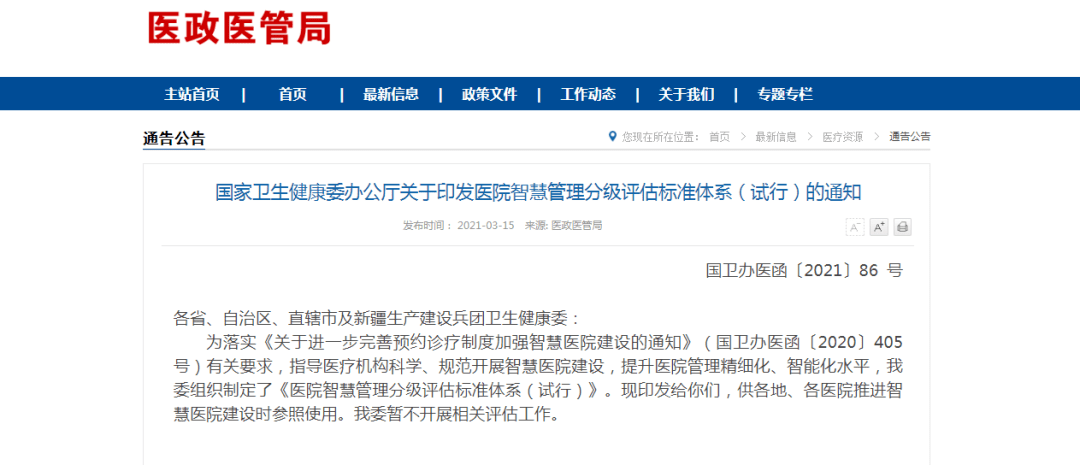 医政医管局
主站首页 | 首页 | 最新信息 | 政策文件 | 工作动态 | 关于我们 | 专题专栏
通告公告
您现在所在位置： 首页 > 最新信息 > 医疗资源 > 通告公告
国家卫生健康委办公厅关于印发医院智慧管理分级评估标准体系（试行）的通知
发布时间： 2021-03-15 来源: 医政医管局
A- A+
国卫办医函〔2021〕86 号
各省、自治区、直辖市及新疆生产建设兵团卫生健康委：
为落实《关于进一步完善预约诊疗制度加强智慧医院建设的通知》（国卫办医函〔2020〕405
号）有关要求，指导医疗机构科学、规范开展智慧医院建设，提升医院管理精细化、智能化水平，我
委组织制定了《医院智慧管理分级评估标准体系（试行）》。现印发给你们，供各地、各医院推进智
慧医院建设时参照使用。我委暂不开展相关评估工作。